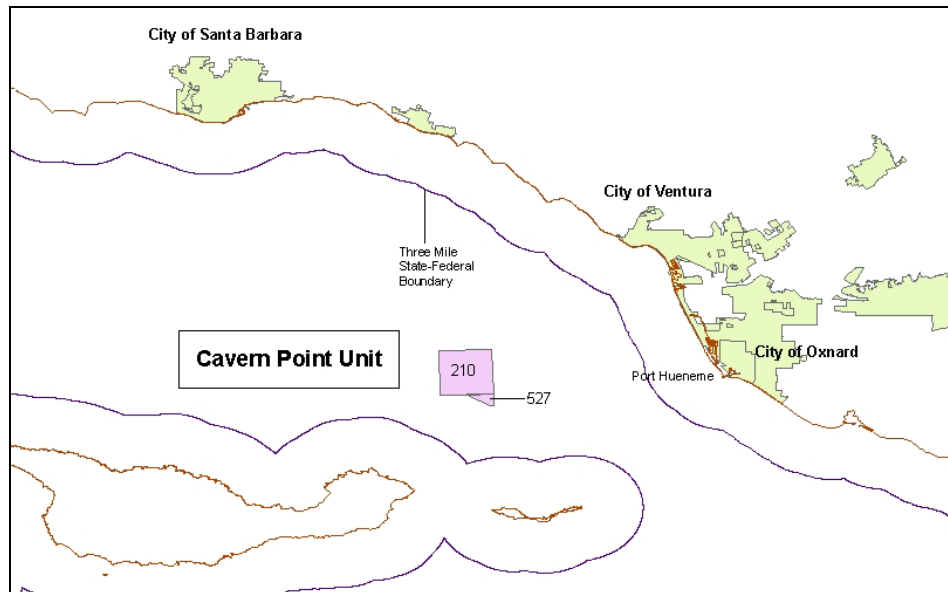 City of Santa Barbara
City of Ventura
Three Mile
State-Federal
Boundary
Cavern Point Unit
210
527
City of Oxnard
Port Hueneme